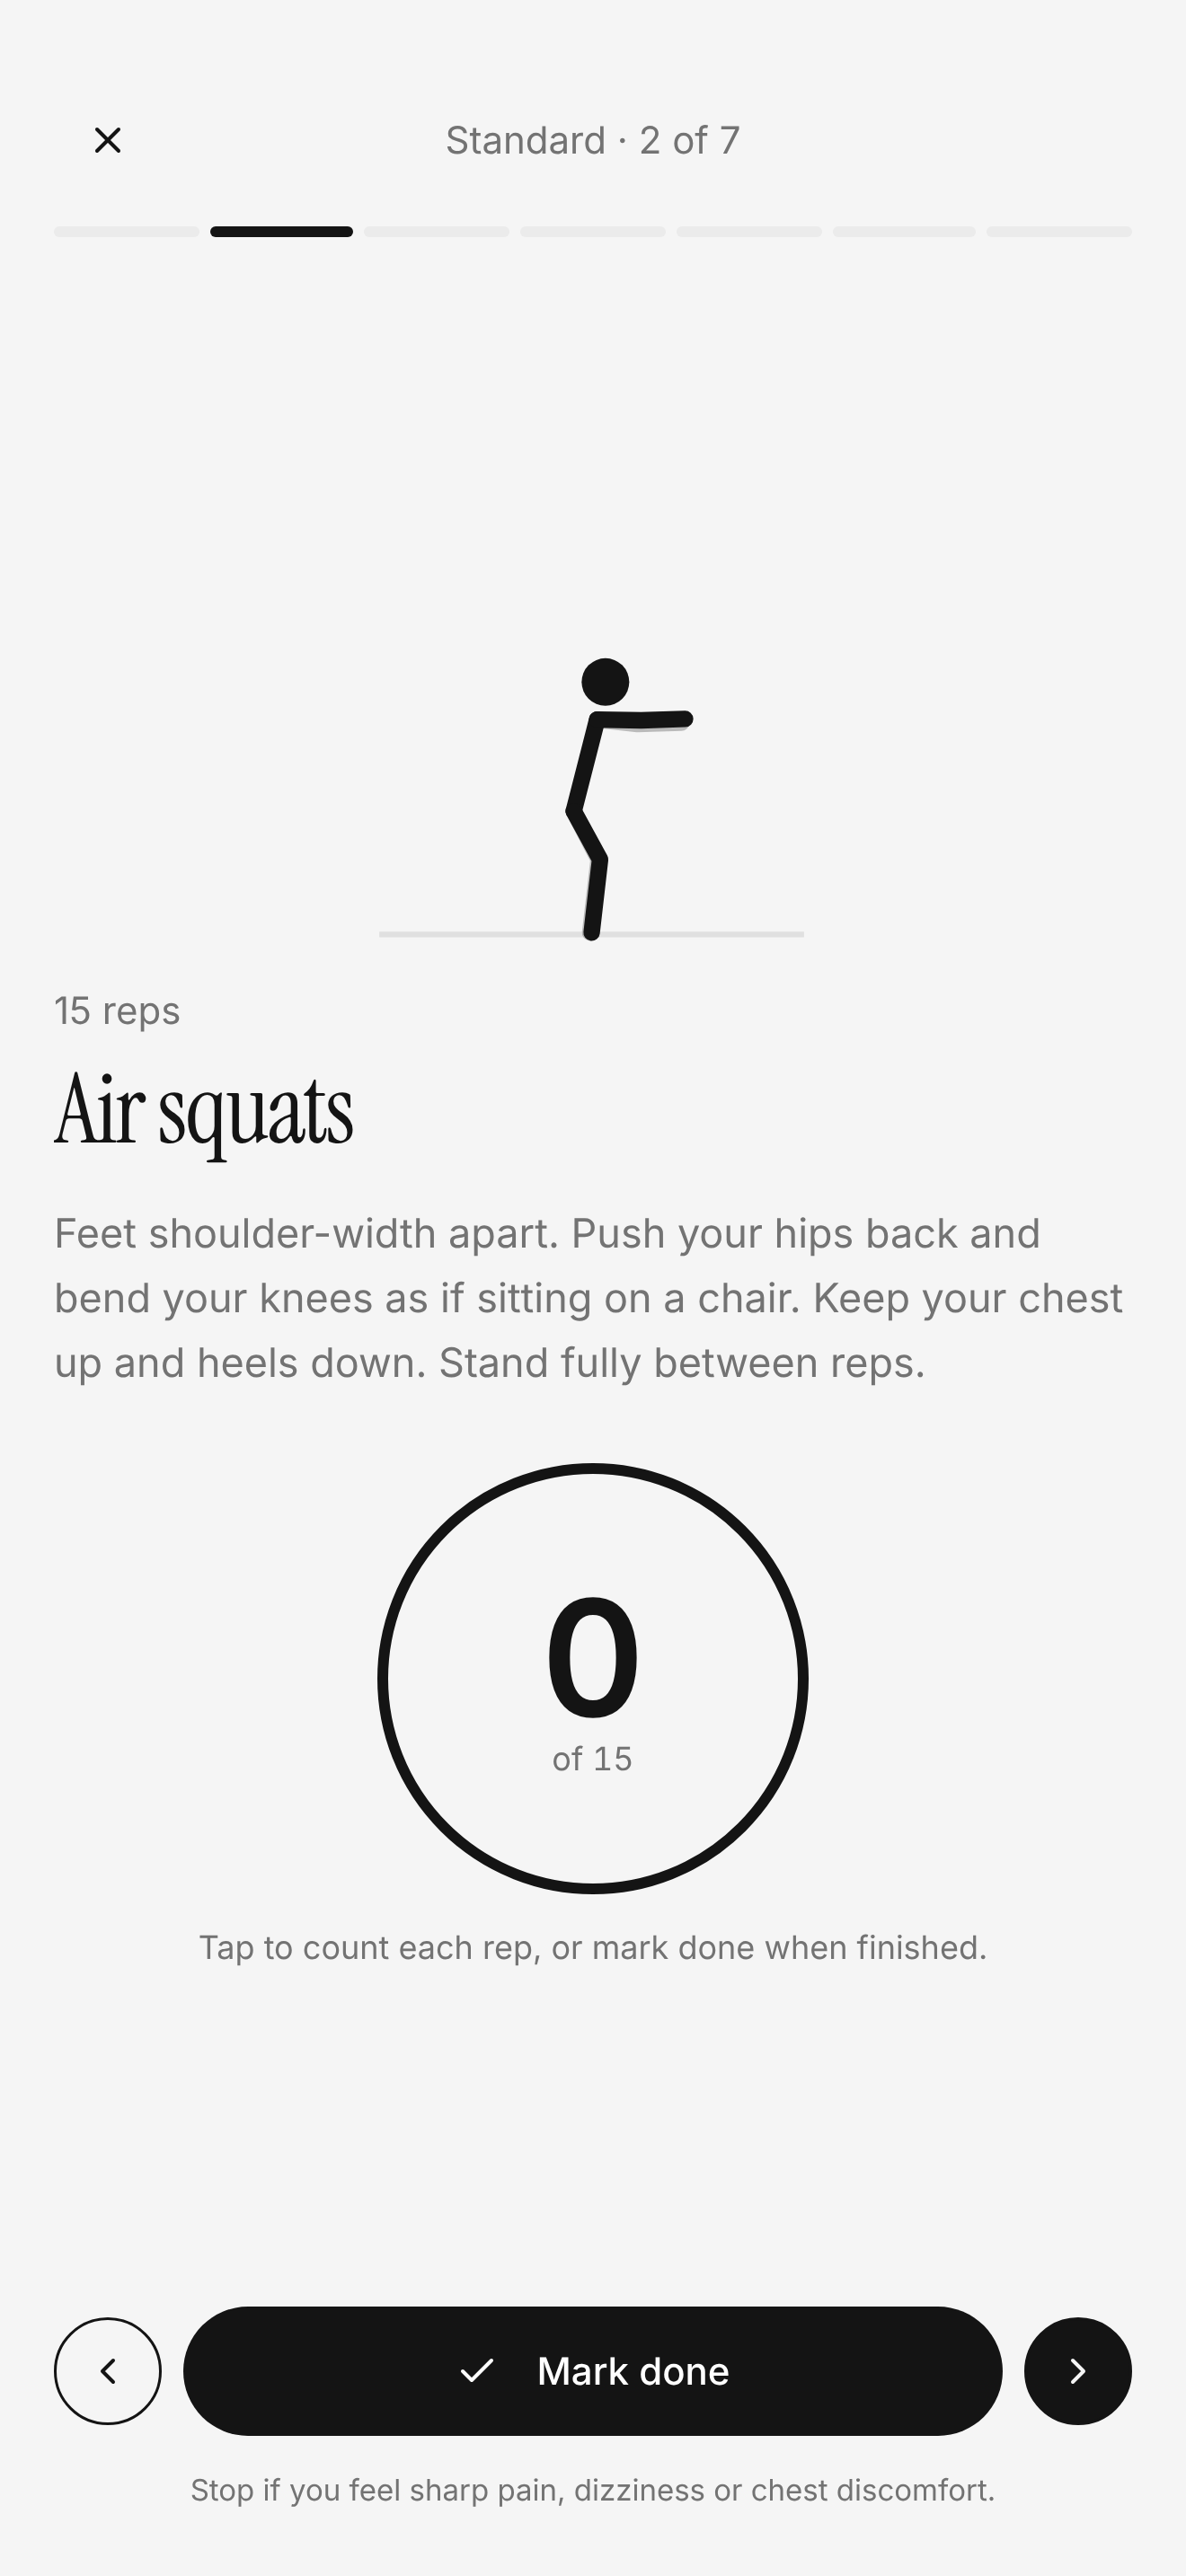 Standard · 2 of 7
15 reps
Air squats
Feet shoulder-width apart. Push your hips back and
bend your knees as if sitting on a chair. Keep your chest
up and heels down. Stand fully between reps.
0
of 15
Tap to count each rep, or mark done when finished.
Mark done
Stop if you feel sharp pain, dizziness or chest discomfort.